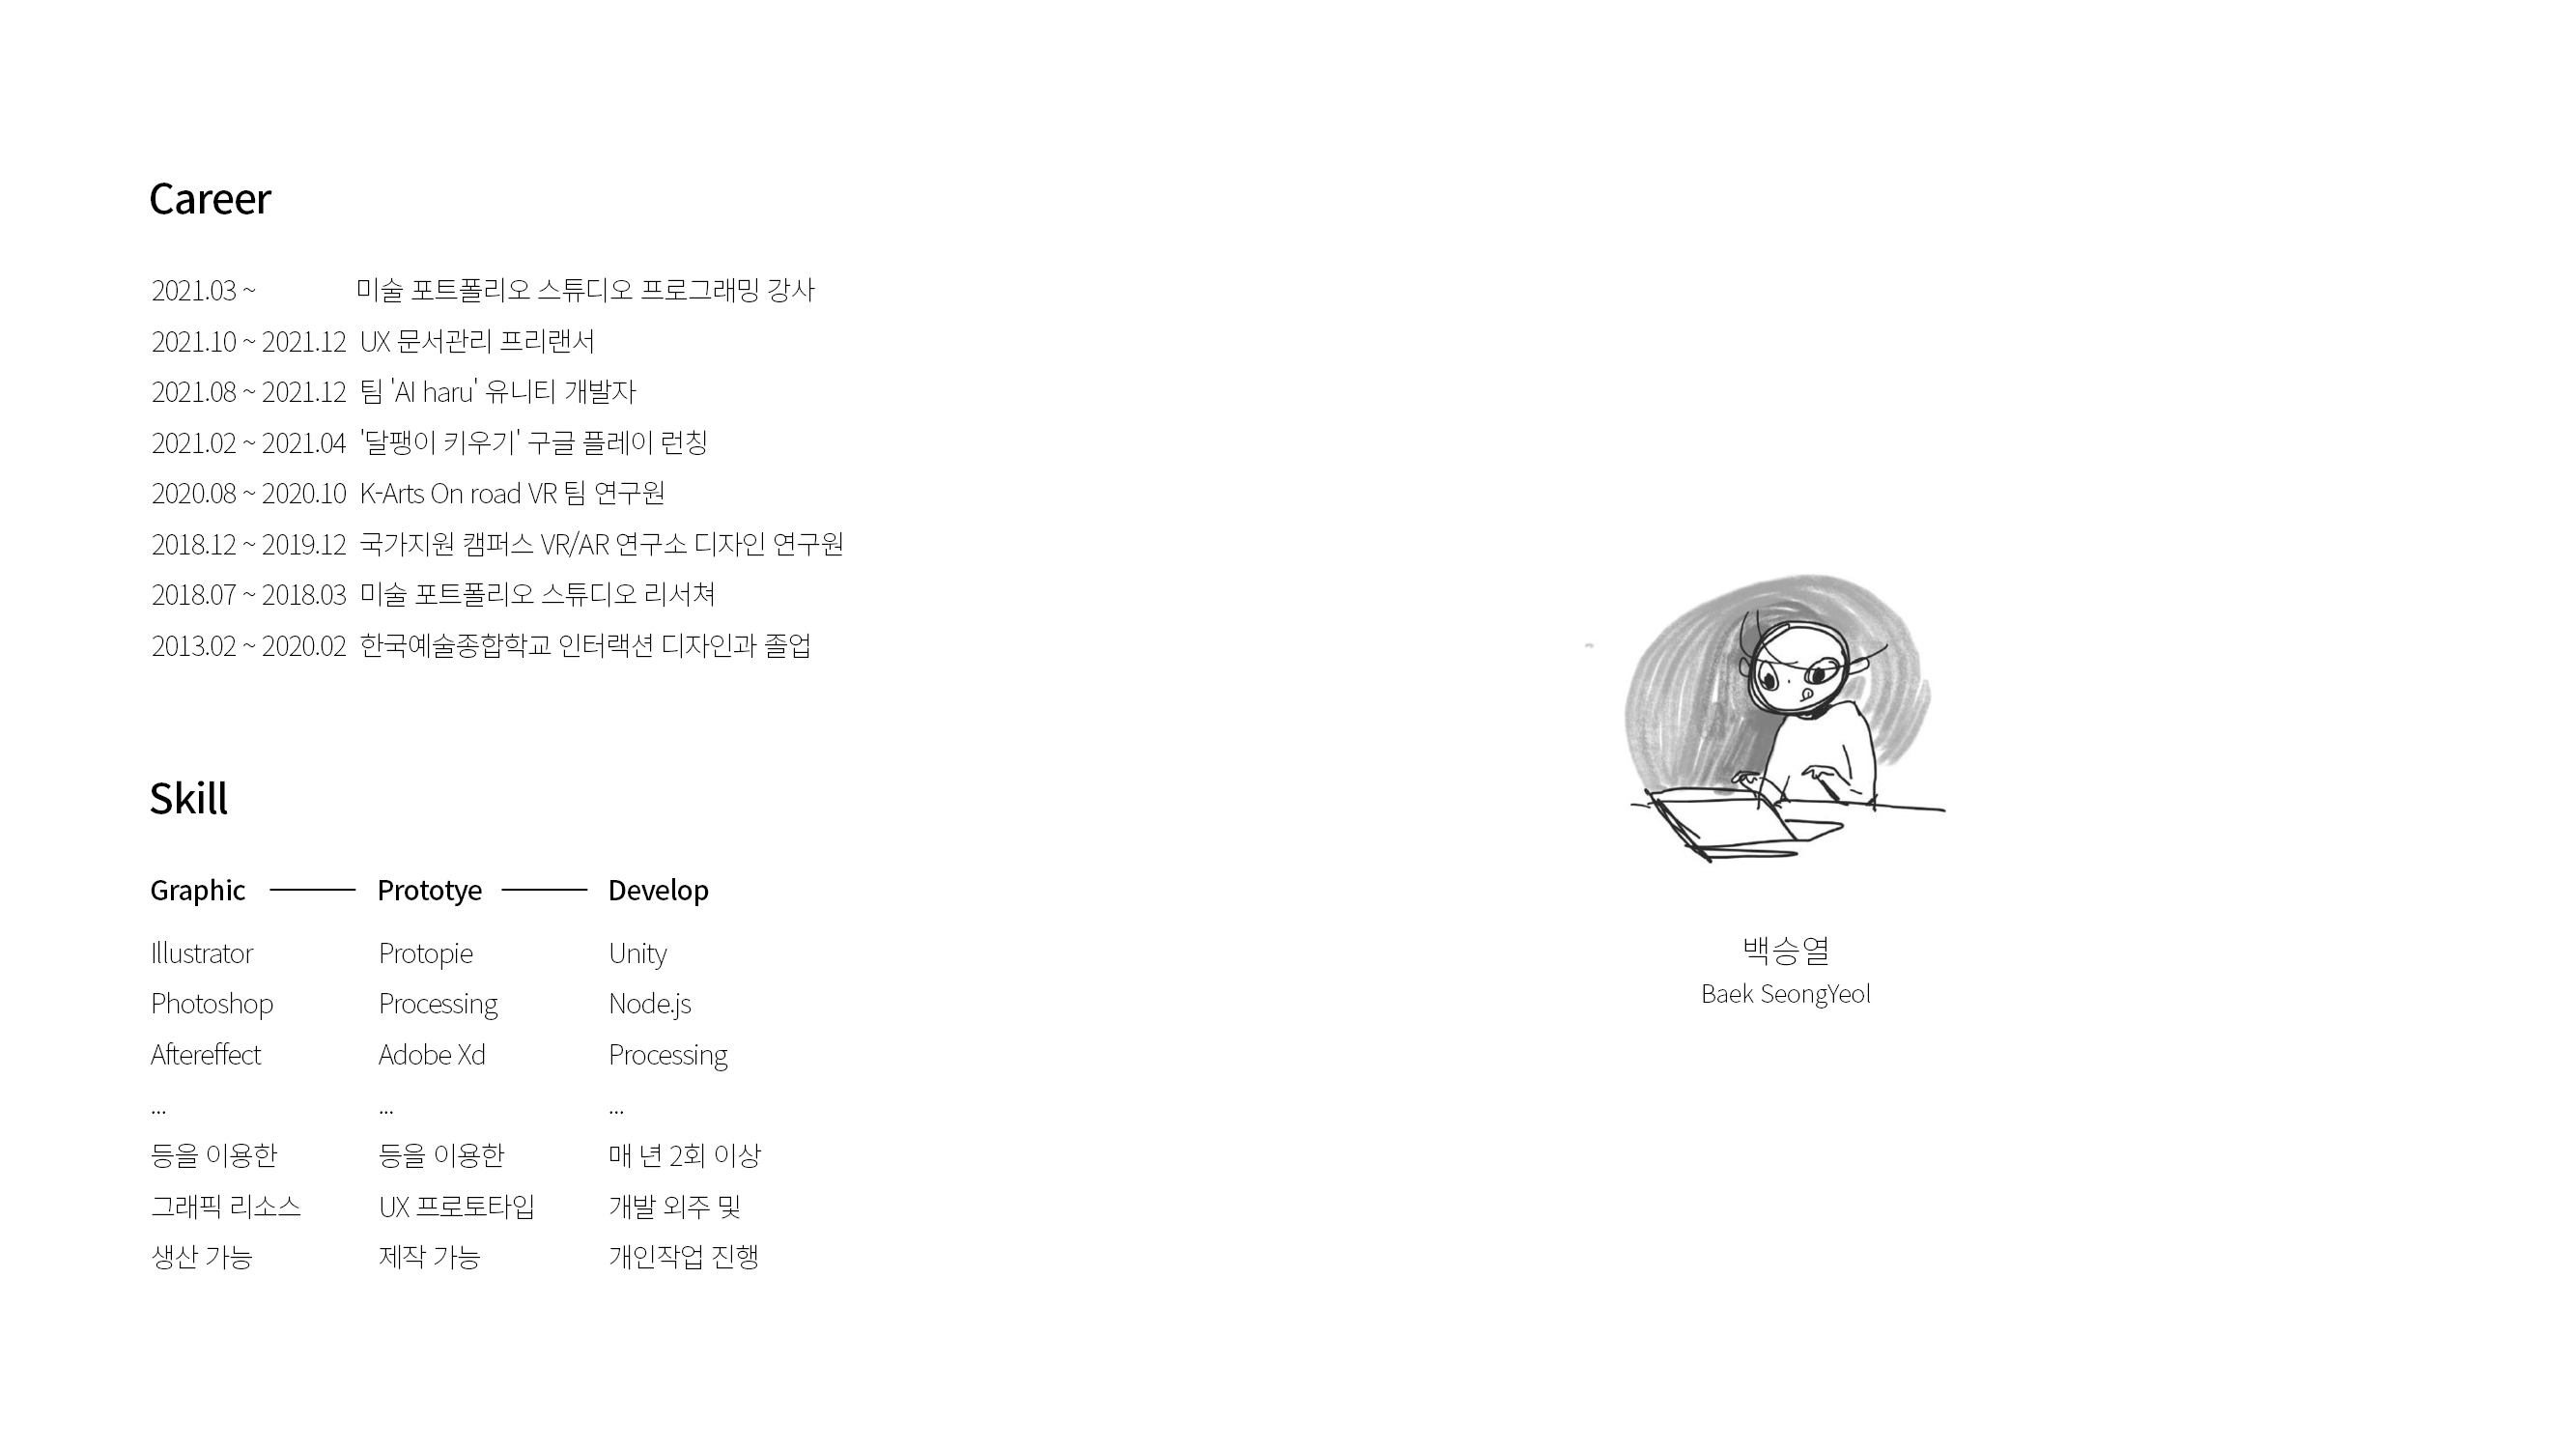 Career
2021.03 ~ 미술 포트폴리오 스튜디오 프로그래밍 강사
2021.10 ~ 2021.12 UX 문서관리 프리랜서
2021.08 ~ 2021.12 팀 'AI haru' 유니티 개발자
2021.02 ~ 2021.04 '달팽이 키우기' 구글 플레이 런칭
2020.08 ~ 2020.10 K-Arts On road VR 팀 연구원
2018.12 ~ 2019.12 국가지원 캠퍼스 VR/AR 연구소 디자인 연구원
2018.07 ~ 2018.03 미술 포트폴리오 스튜디오 리서쳐
2013.02 ~ 2020.02 한국예술종합학교 인터랙션 디자인과 졸업
Skill
Graphic Prototye Develop
Illustrator Protopie Unity
Photoshop Processing Node.js
Aftereffect Adobe Xd Processing
... ... ...
등을 이용한 등을 이용한 매 년 2회 이상
그래픽 리소스 UX 프로토타입 개발 외주 및
생산 가능 제작 가능 개인작업 진행
백승열
Baek SeongYeol